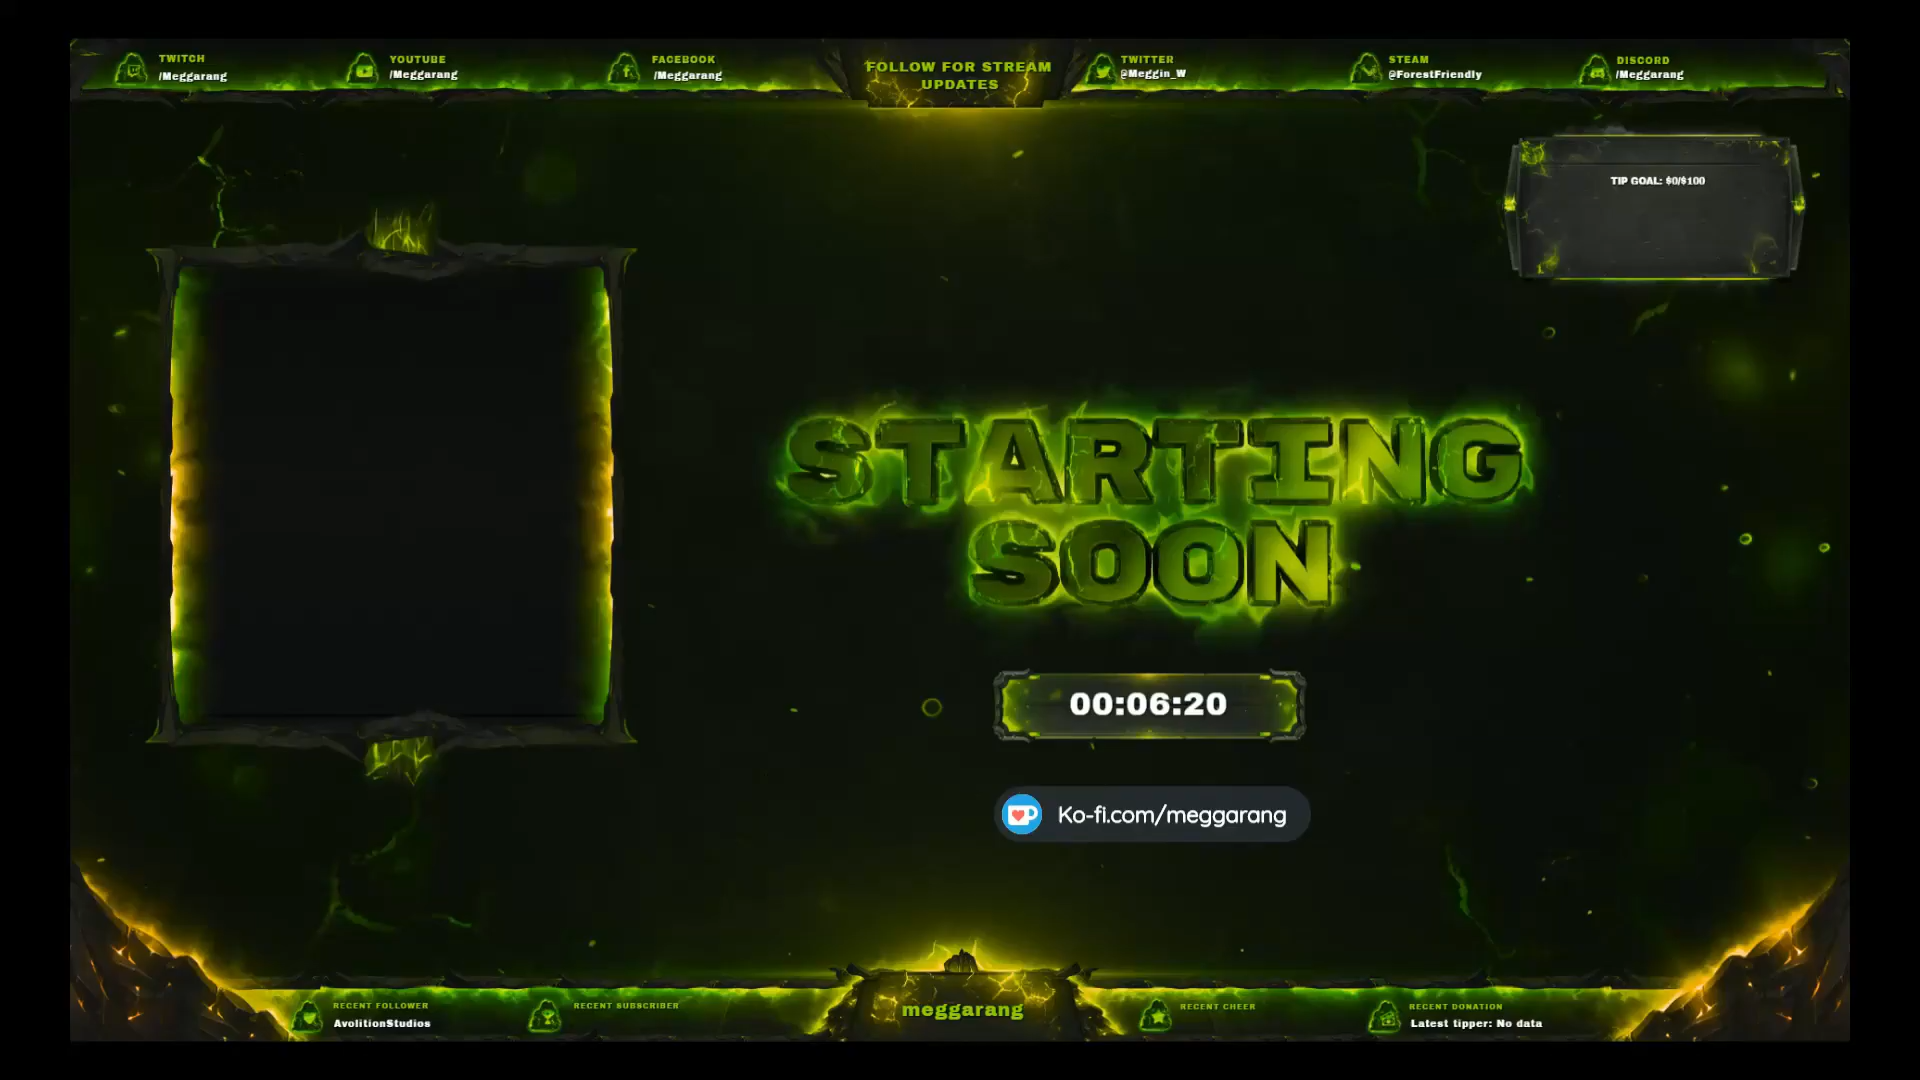 TWITCH
/Meggarang
YOUTUBE
/Meggarang
FACEBOOK
/Meggarang
FOLLOW FOR STREAM
UPDATES
TWITTER
@Meggin_W
STEAM
@ForestFriendly
DISCORD
/Meggarang
TIP GOAL: $0/$100
STARTING
SOON
00:06:20
Ko-fi.com/meggarang
RECENT FOLLOWER
AvolitionStudios
RECENT SUBSCRIBER
meggarang
RECENT CHEER
RECENT DONATION
Latest tipper: No data